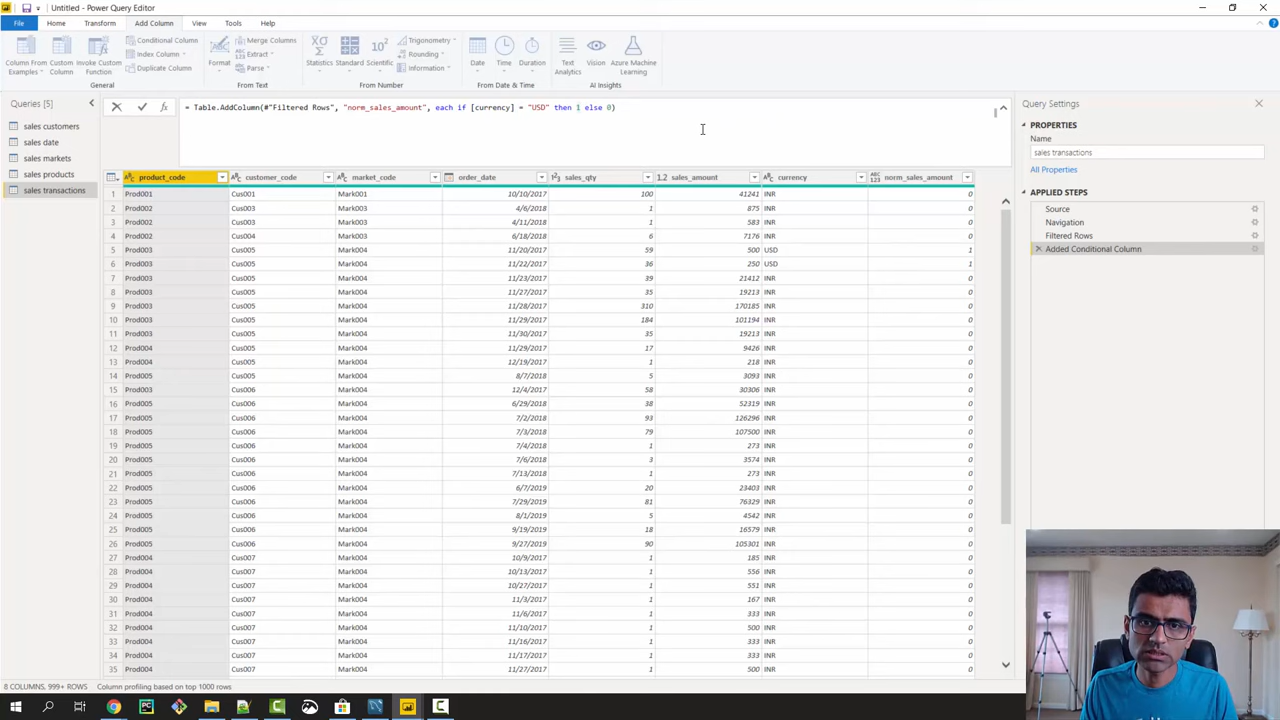 Untitled - Power Query Editor
File Home Transform Add Column View Tools Help
Column From Examples Custom Column Invoke Custom Function Conditional Column Index Column Duplicate Column
General
Format Merge Columns Extract Parse
From Text
Statistics Standard Scientific Trigonometry Rounding Information
From Number
Date Time Duration
From Date & Time
Text Analytics Vision Azure Machine Learning
AI Insights
Queries [5]
sales customers
sales date
sales markets
sales products
sales transactions
= Table.AddColumn(#"Filtered Rows", "norm_sales_amount", each if [currency] = "USD" then 1 else 0)
product_code customer_code market_code order_date sales_qty sales_amount currency norm_sales_amount
1 Prod001 Cus001 Mark001 10/10/2017 100 41241 INR 0
2 Prod002 Cus003 Mark003 4/6/2018 1 875 INR 0
3 Prod002 Cus003 Mark003 4/11/2018 1 583 INR 0
4 Prod002 Cus004 Mark003 6/18/2018 6 7176 INR 0
5 Prod003 Cus005 Mark004 11/20/2017 59 500 USD 1
6 Prod003 Cus005 Mark004 11/22/2017 36 250 USD 1
7 Prod003 Cus005 Mark004 11/23/2017 39 21412 INR 0
8 Prod003 Cus005 Mark004 11/27/2017 35 19213 INR 0
9 Prod003 Cus005 Mark004 11/28/2017 310 170185 INR 0
10 Prod003 Cus005 Mark004 11/29/2017 184 101194 INR 0
11 Prod003 Cus005 Mark004 11/30/2017 35 19213 INR 0
12 Prod004 Cus005 Mark004 11/29/2017 17 9426 INR 0
13 Prod004 Cus005 Mark004 12/19/2017 1 218 INR 0
14 Prod005 Cus005 Mark004 8/7/2018 5 3093 INR 0
15 Prod003 Cus006 Mark004 12/4/2017 58 30306 INR 0
16 Prod005 Cus006 Mark004 6/29/2018 38 52319 INR 0
17 Prod005 Cus006 Mark004 7/2/2018 93 126296 INR 0
18 Prod005 Cus006 Mark004 7/3/2018 79 107500 INR 0
19 Prod005 Cus006 Mark004 7/4/2018 1 273 INR 0
20 Prod005 Cus006 Mark004 7/6/2018 3 3574 INR 0
21 Prod005 Cus006 Mark004 7/13/2018 1 273 INR 0
22 Prod005 Cus006 Mark004 6/7/2019 20 23403 INR 0
23 Prod005 Cus006 Mark004 7/29/2019 81 76329 INR 0
24 Prod005 Cus006 Mark004 8/1/2019 5 4542 INR 0
25 Prod005 Cus006 Mark004 9/19/2019 18 16579 INR 0
26 Prod005 Cus006 Mark004 9/27/2019 90 105301 INR 0
27 Prod004 Cus007 Mark004 10/9/2017 1 185 INR 0
28 Prod004 Cus007 Mark004 10/13/2017 1 556 INR 0
29 Prod004 Cus007 Mark004 10/27/2017 1 551 INR 0
30 Prod004 Cus007 Mark004 11/3/2017 1 167 INR 0
31 Prod004 Cus007 Mark004 11/6/2017 1 333 INR 0
32 Prod004 Cus007 Mark004 11/10/2017 1 500 INR 0
33 Prod004 Cus007 Mark004 11/16/2017 1 333 INR 0
34 Prod004 Cus007 Mark004 11/17/2017 1 333 INR 0
35 Prod004 Cus007 Mark004 11/27/2017 1 500 INR 0
Query Settings
PROPERTIES
Name
sales transactions
All Properties
APPLIED STEPS
Source
Navigation
Filtered Rows
Added Conditional Column
8 COLUMNS, 999+ ROWS Column profiling based on top 1000 rows